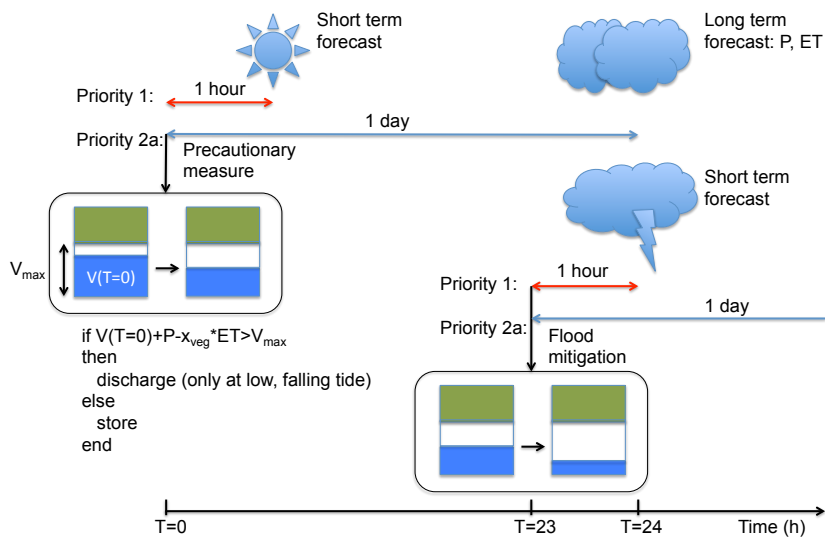 Short term
forecast
Long term
forecast: P, ET
Priority 1:
1 hour
Priority 2a:
1 day
Precautionary
measure
Short term
forecast
Vmax
V(T=0)
Priority 1:
1 hour
1 day
Priority 2a:
Flood
mitigation
if V(T=0)+P-xveg*ET>Vmax
then
discharge (only at low, falling tide)
else
store
end
T=0
T=23
T=24
Time (h)